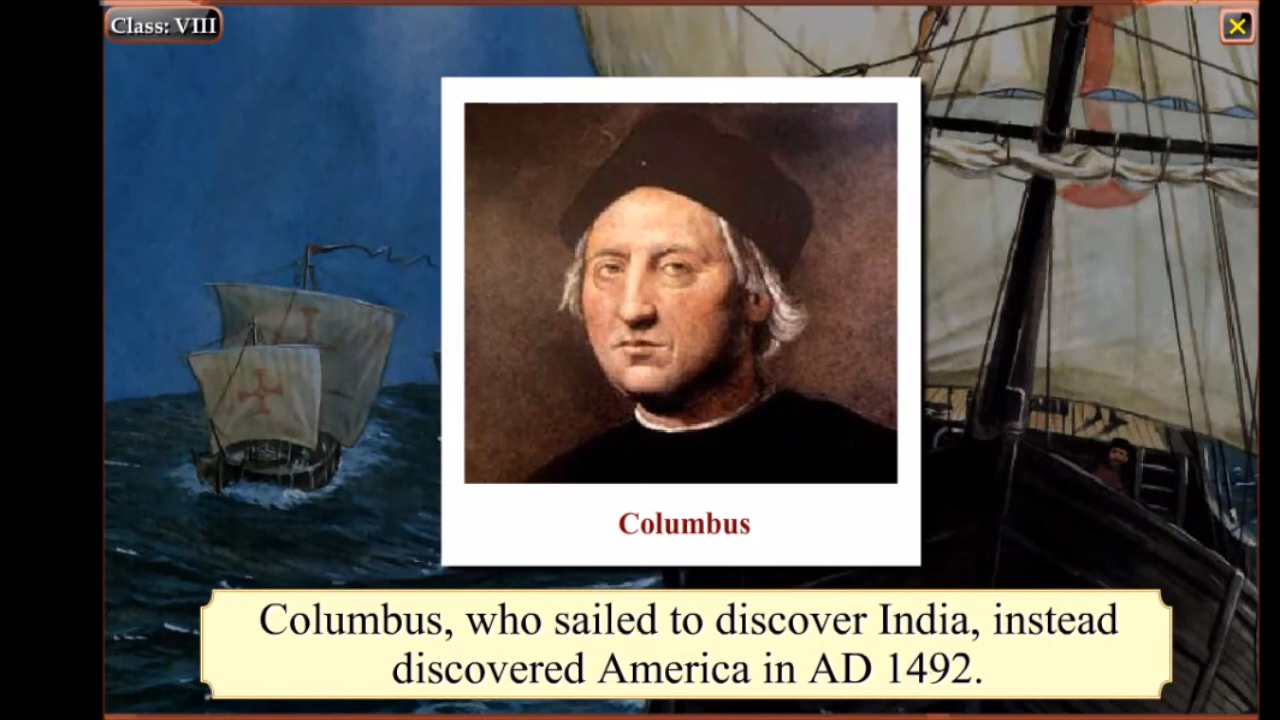 Class: VIII
Columbus
Columbus, who sailed to discover India, instead
discovered America in AD 1492.